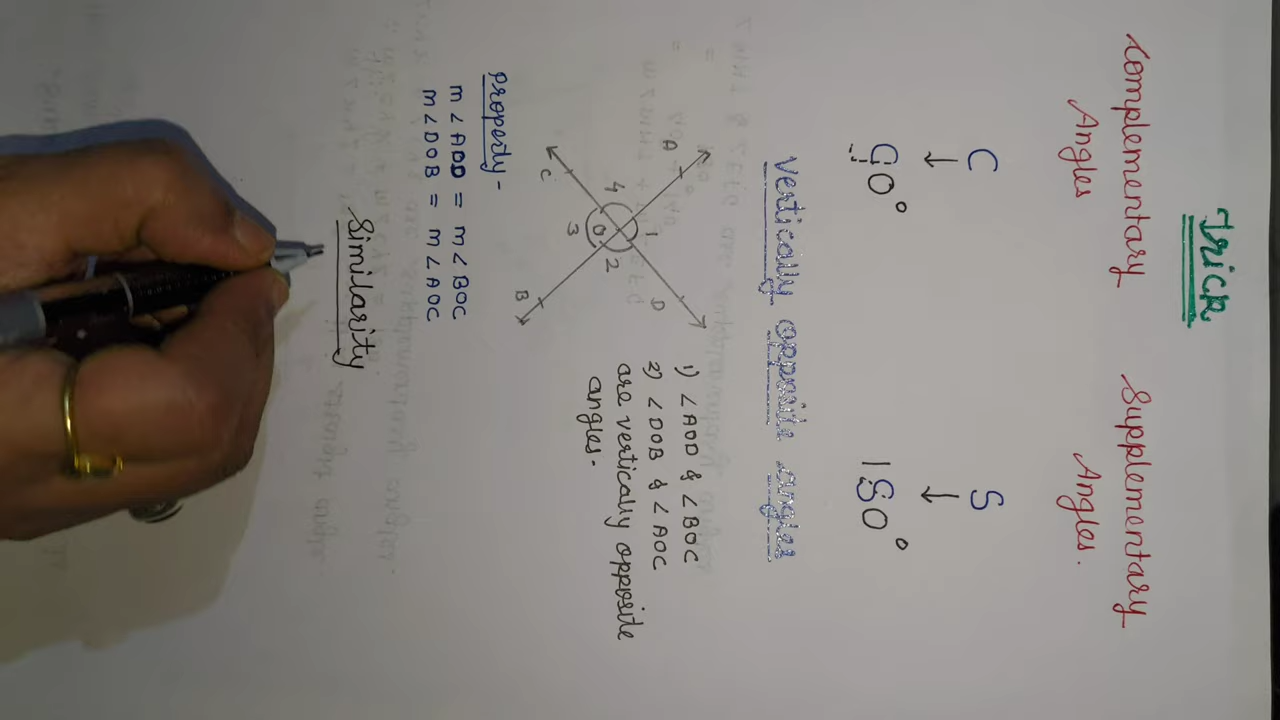 Trick
Complementary Angles
Supplementary Angles.
C
↓
90°
S
↓
180°
Vertically opposite angles
A
D
C
B
O
1
2
3
4
1) ∠AOD & ∠BOC
2) ∠DOB & ∠AOC
are vertically opposite
angles.
Property-
m∠AOD = m∠BOC
m∠DOB = m∠AOC
Similarity